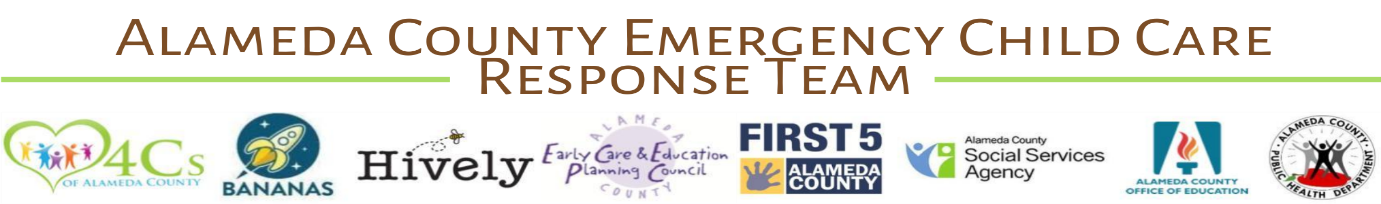 ALAMEDA COUNTY EMERGENCY CHILD CARE
RESPONSE TEAM
4Cs
OF ALAMEDA COUNTY
BANANAS
Hively
ALAMEDA
Early Care & Education
Planning Council
COUNTY
FIRST 5
ALAMEDA
COUNTY
Alameda County
Social Services
Agency
ALAMEDA COUNTY
OFFICE OF EDUCATION
ALAMEDA COUNTY
PUBLIC HEALTH DEPARTMENT